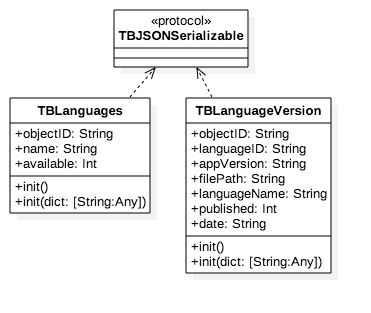 «protocol»
TBJSONSerializable
TBLanguages
+objectID: String
+name: String
+available: Int
+init()
+init(dict: [String:Any])
TBLanguageVersion
+objectID: String
+languageID: String
+appVersion: String
+filePath: String
+languageName: String
+published: Int
+date: String
+init()
+init(dict: [String:Any])